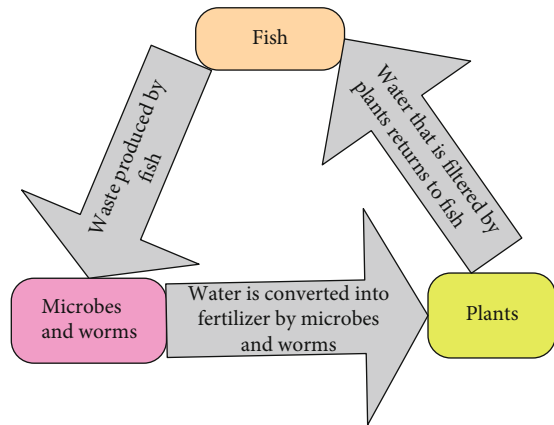 Fish
Waste produced by
fish
Water that is filtered by
plants returns to fish
Microbes
and worms
Water is converted into
fertilizer by microbes
and worms
Plants